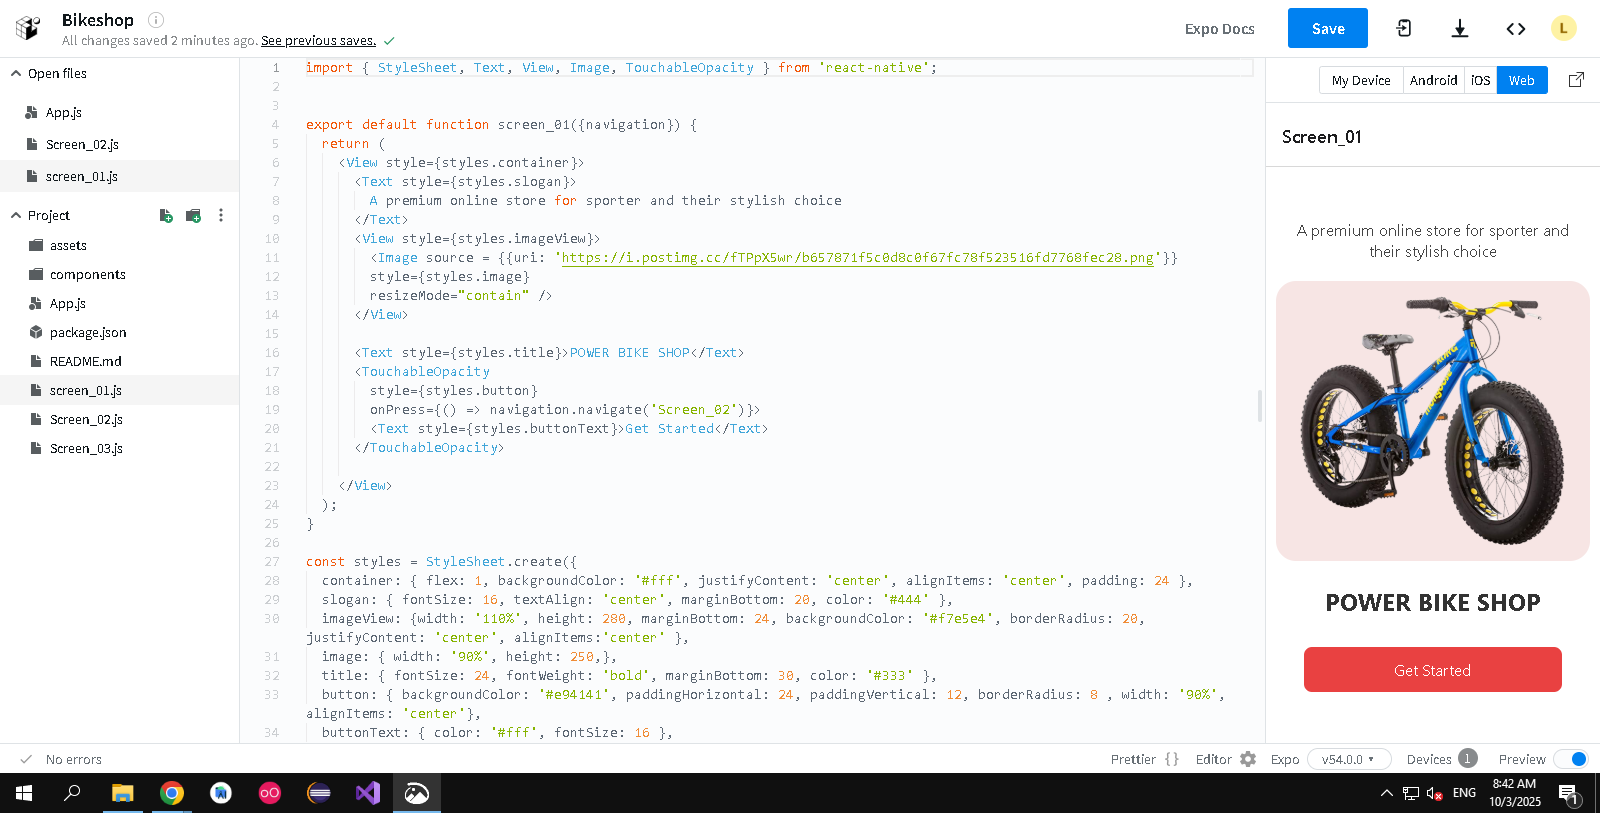 Bikeshop
All changes saved 2 minutes ago. See previous saves.
Expo Docs
Save
L
Open files
App.js
Screen_02.js
screen_01.js
Project
assets
components
App.js
package.json
README.md
screen_01.js
Screen_02.js
Screen_03.js
1 import { StyleSheet, Text, View, Image, TouchableOpacity } from 'react-native';
2
3
4 export default function screen_01({navigation}) {
5 return (
6 <View style={styles.container}>
7 <Text style={styles.slogan}>
8 A premium online store for sporter and their stylish choice
9 </Text>
10 <View style={styles.imageView}>
11 <Image source = {{uri: 'https://i.postimg.cc/fTPpX5wr/b657871f5c0d8c0f67fc78f523516fd7768fec28.png'}}
12 style={styles.image}
13 resizeMode="contain" />
14 </View>
15
16 <Text style={styles.title}>POWER BIKE SHOP</Text>
17 <TouchableOpacity
18 style={styles.button}
19 onPress={() => navigation.navigate('Screen_02')}>
20 <Text style={styles.buttonText}>Get Started</Text>
21 </TouchableOpacity>
22
23 </View>
24 );
25 }
26
27 const styles = StyleSheet.create({
28 container: { flex: 1, backgroundColor: '#fff', justifyContent: 'center', alignItems: 'center', padding: 24 },
29 slogan: { fontSize: 16, textAlign: 'center', marginBottom: 20, color: '#444' },
30 imageView: {width: '110%', height: 280, marginBottom: 24, backgroundColor: '#f7e5e4', borderRadius: 20,
justifyContent: 'center', alignItems:'center' },
31 image: { width: '90%', height: 250,},
32 title: { fontSize: 24, fontWeight: 'bold', marginBottom: 30, color: '#333' },
33 button: { backgroundColor: '#e94141', paddingHorizontal: 24, paddingVertical: 12, borderRadius: 8 , width: '90%',
alignItems: 'center'},
34 buttonText: { color: '#fff', fontSize: 16 },
My Device
Android
iOS
Web
Screen_01
A premium online store for sporter and
their stylish choice
POWER BIKE SHOP
Get Started
No errors
Prettier { }
Editor
Expo
v54.0.0
Devices 1
Preview
ENG
8:42 AM
10/3/2025
1